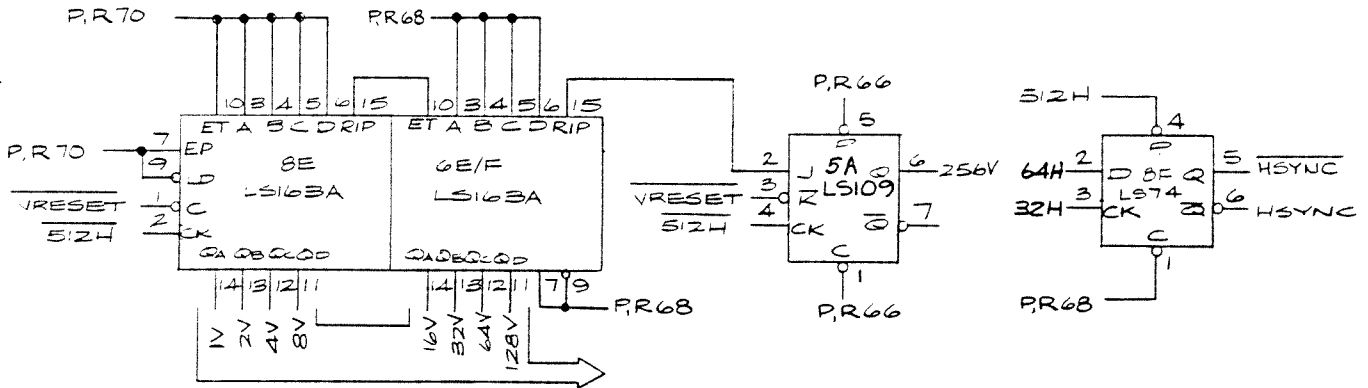 P,R70
P,R68
10 3 4 5 6 15
10 3 4 5 6 15
ET A B C D RIP
ET A B C D RIP
P,R70
7
EP
9
LD
8E
LS163A
6E/F
LS163A
VRESET
1
C
512H
2
CK
QA QB QC QD
QA QB QC QD
14 13 12 11
14 13 12 11 7 9
1V 2V 4V 8V
16V 32V 64V 128V
P,R68
P,R66
5
P
2
J
5A
LS109
Q
6
256V
VRESET
3
K
512H
4
CK
Q
7
C
1
P,R66
512H
4
P
64H
2
D
8F
LS74
Q
5
HSYNC
32H
3
CK
Q
6
HSYNC
C
1
P,R68